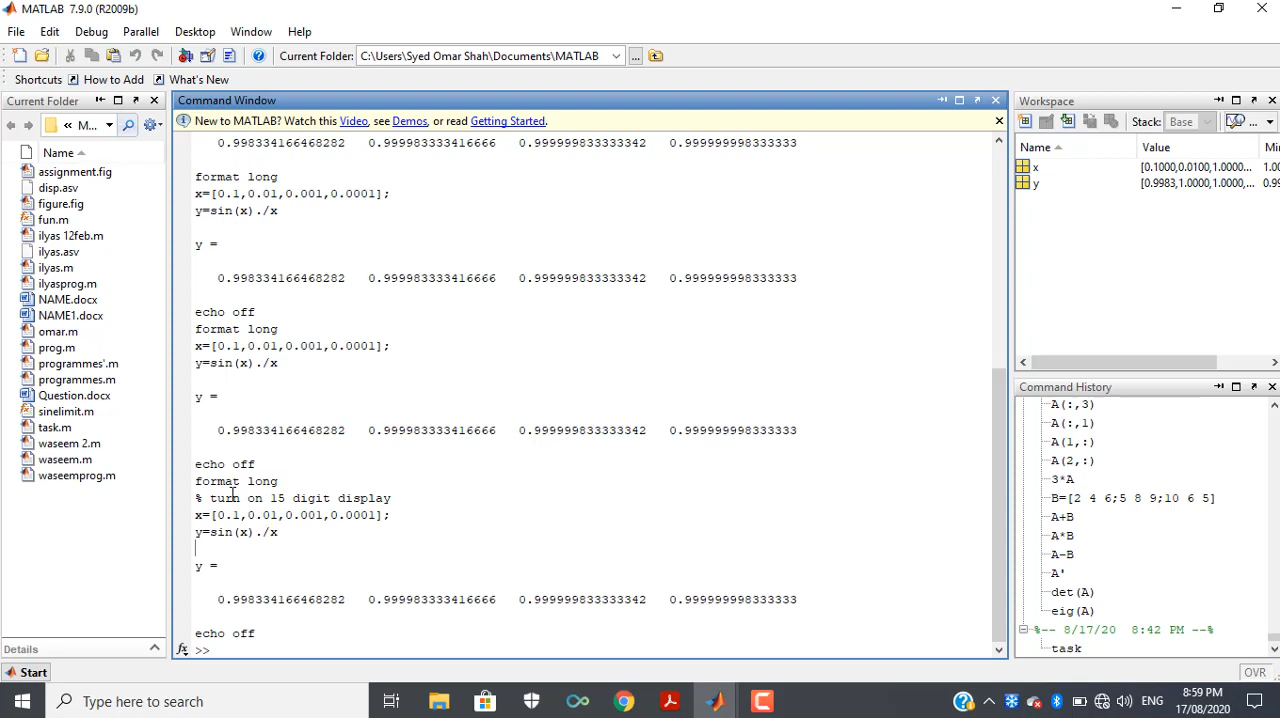 MATLAB 7.9.0 (R2009b)
File Edit Debug Parallel Desktop Window Help
Current Folder: C:\Users\Syed Omar Shah\Documents\MATLAB ...
Shortcuts How to Add What's New
Current Folder
« M...
Name
assignment.fig
disp.asv
figure.fig
fun.m
ilyas 12feb.m
ilyas.asv
ilyas.m
ilyasprog.m
NAME.docx
NAME1.docx
omar.m
prog.m
programmes'.m
programmes.m
Question.docx
sinelimit.m
task.m
waseem 2.m
waseem.m
waseemprog.m
Details
Command Window
New to MATLAB? Watch this Video, see Demos, or read Getting Started.
0.998334166468282 0.999983333416666 0.999999833333342 0.999999998333333
format long
x=[0.1,0.01,0.001,0.0001];
y=sin(x)./x
y =
0.998334166468282 0.999983333416666 0.999999833333342 0.999999998333333
echo off
format long
x=[0.1,0.01,0.001,0.0001];
y=sin(x)./x
y =
0.998334166468282 0.999983333416666 0.999999833333342 0.999999998333333
echo off
format long
% turn on 15 digit display
x=[0.1,0.01,0.001,0.0001];
y=sin(x)./x
y =
0.998334166468282 0.999983333416666 0.999999833333342 0.999999998333333
echo off
fx >>
Workspace
Stack: Base
Name Value Mi
x [0.1000,0.0100,1.0000... 1.00
y [0.9983,1.0000,1.0000,... 0.99
Command History
A(:,3)
A(:,1)
A(1,:)
A(2,:)
3*A
B=[2 4 6;5 8 9;10 6 5]
A+B
A*B
A-B
A'
det(A)
eig(A)
%-- 8/17/20 8:42 PM --%
task
Start
OVR
Type here to search
ENG
8:59 PM
17/08/2020